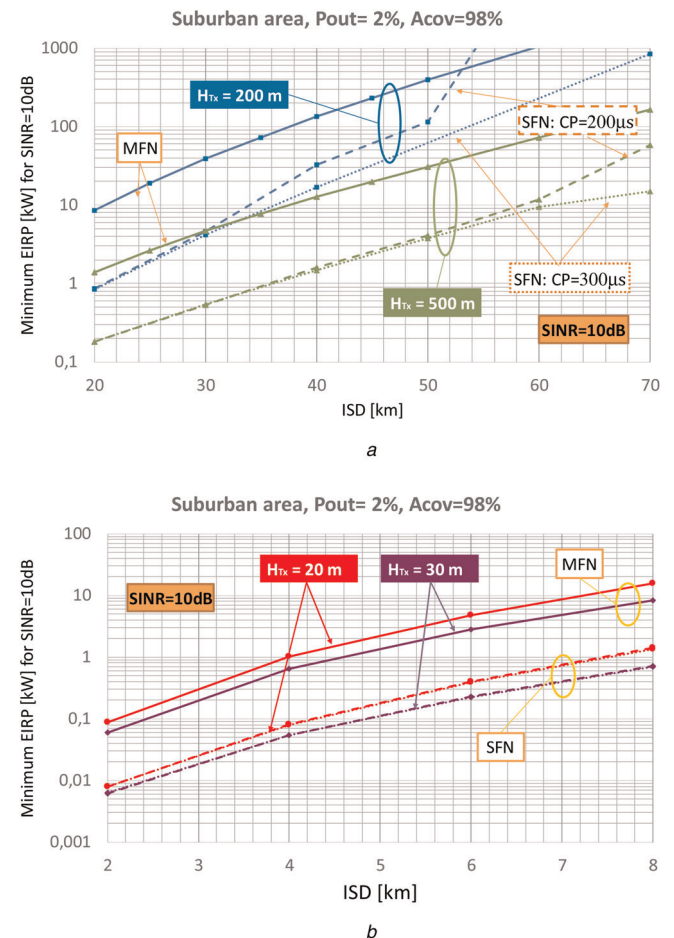 Suburban area, Pout= 2%, Acov=98%
Minimum EIRP [kW] for SINR=10dB
1000
100
10
1
0,1
HTx = 200 m
SFN: CP=200µs
MFN
SFN: CP=300µs
HTx = 500 m
SINR=10dB
20 30 40 50 60 70
ISD [km]
a
Suburban area, Pout= 2%, Acov=98%
Minimum EIRP [kW] for SINR=10dB
100
10
1
0,1
0,01
0,001
HTx = 20 m
HTx = 30 m
MFN
SINR=10dB
SFN
2 3 4 5 6 7 8
ISD [km]
b